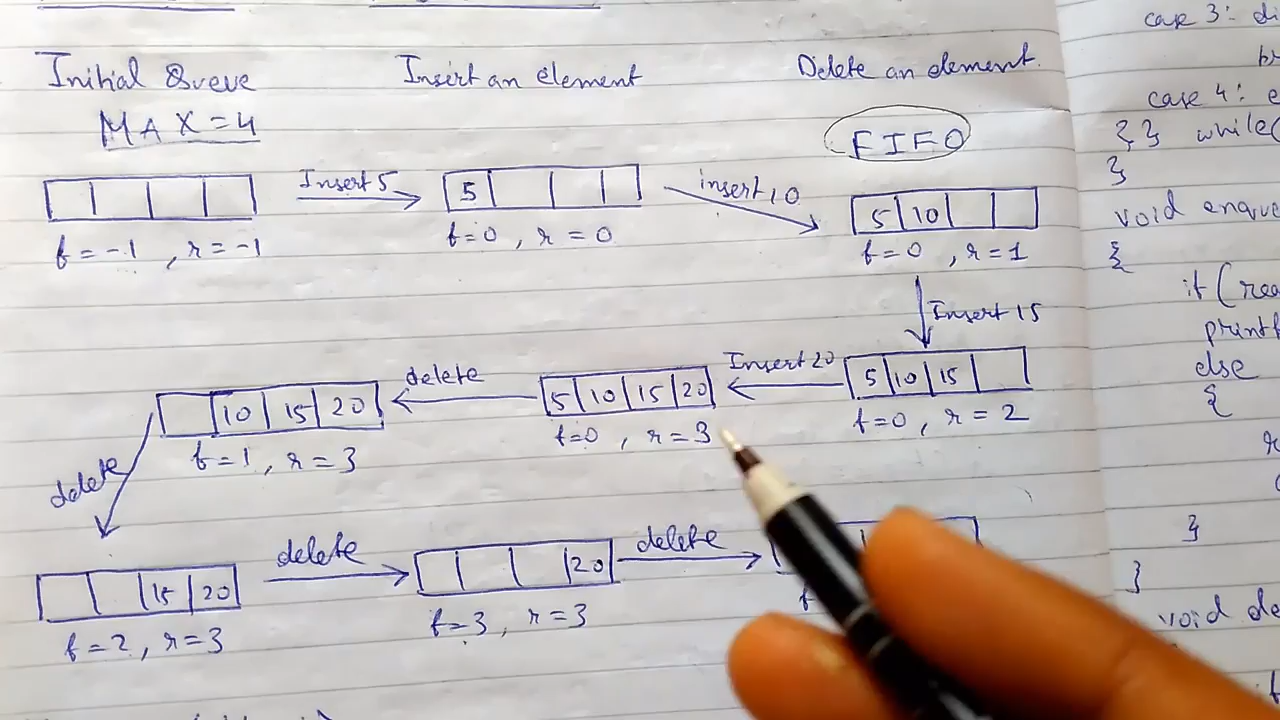 Initial Queue
Insert an element
Delete an element.
MAX=4
FIFO
Insert 5
5
insert 10
5 10
f=-1 , r=-1
f=0 , r=0
f=0 , r=1
Insert 15
5 10 15
f=0 , r=2
Insert 20
5 10 15 20
f=0 , r=3
delete
10 15 20
f=1 , r=3
delete
15 20
f=2 , r=3
delete
20
f=3 , r=3
delete
case 3: di
case 4: e
}} while(
}
void enque
{
if (rea
printf
else
{
}
}
void de